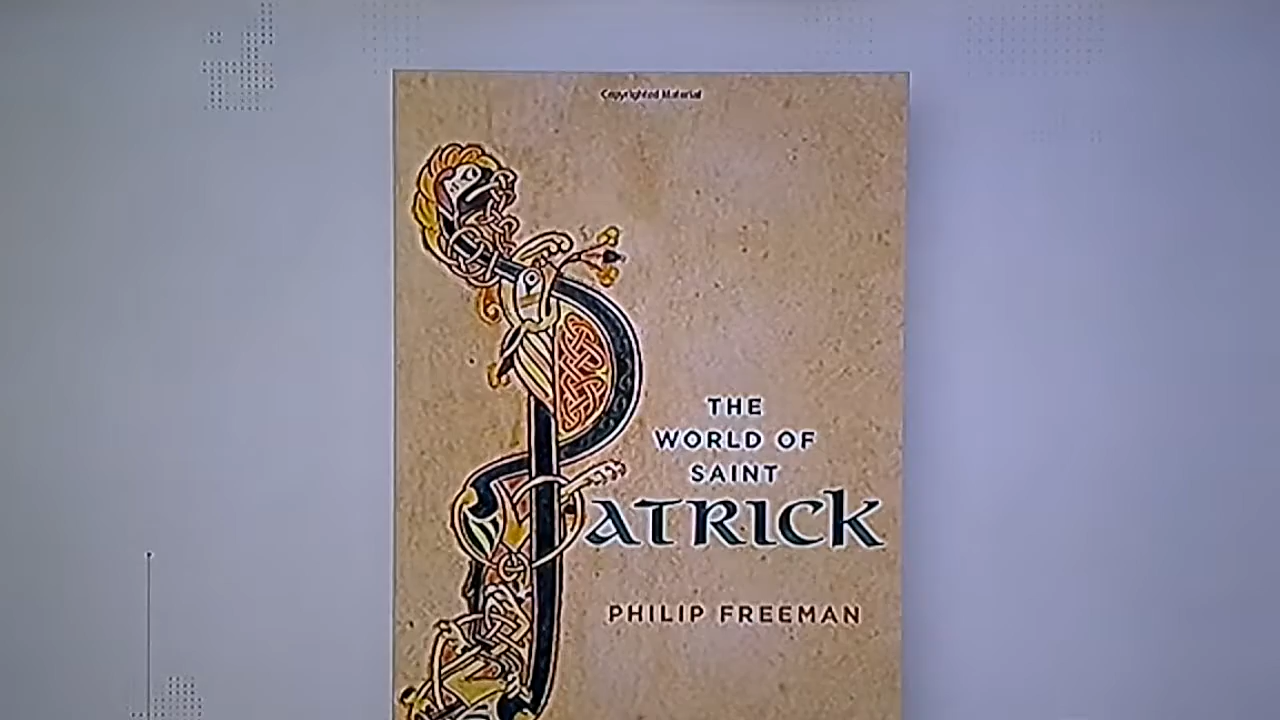 Copyrighted Material
THE
WORLD OF
SAINT
PATRICK
PHILIP FREEMAN